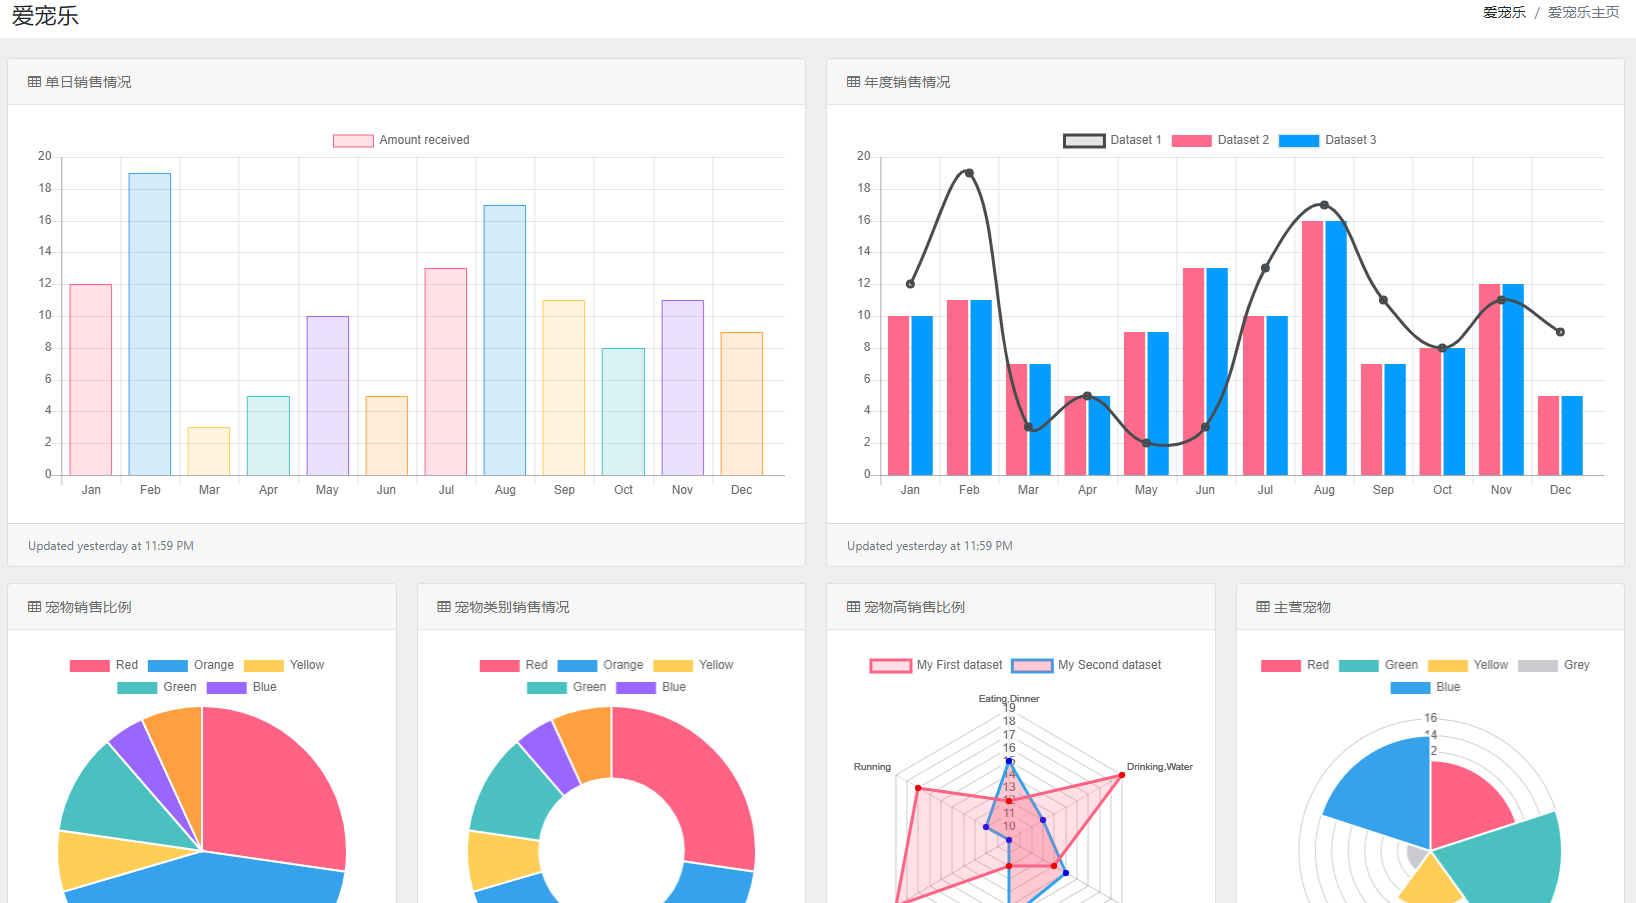 爱宠乐
爱宠乐 / 爱宠乐主页
单日销售情况
Amount received
20
18
16
14
12
10
8
6
4
2
0
Jan Feb Mar Apr May Jun Jul Aug Sep Oct Nov Dec
Updated yesterday at 11:59 PM
年度销售情况
Dataset 1 Dataset 2 Dataset 3
20
18
16
14
12
10
8
6
4
2
0
Jan Feb Mar Apr May Jun Jul Aug Sep Oct Nov Dec
Updated yesterday at 11:59 PM
宠物销售比例
Red Orange Yellow
Green Blue
宠物类别销售情况
Red Orange Yellow
Green Blue
宠物高销售比例
My First dataset My Second dataset
Eating,Dinner
19
18
17
16
15
Running
Drinking,Water
14
13
12
11
10
主营宠物
Red Green Yellow Grey
Blue
16
14
2